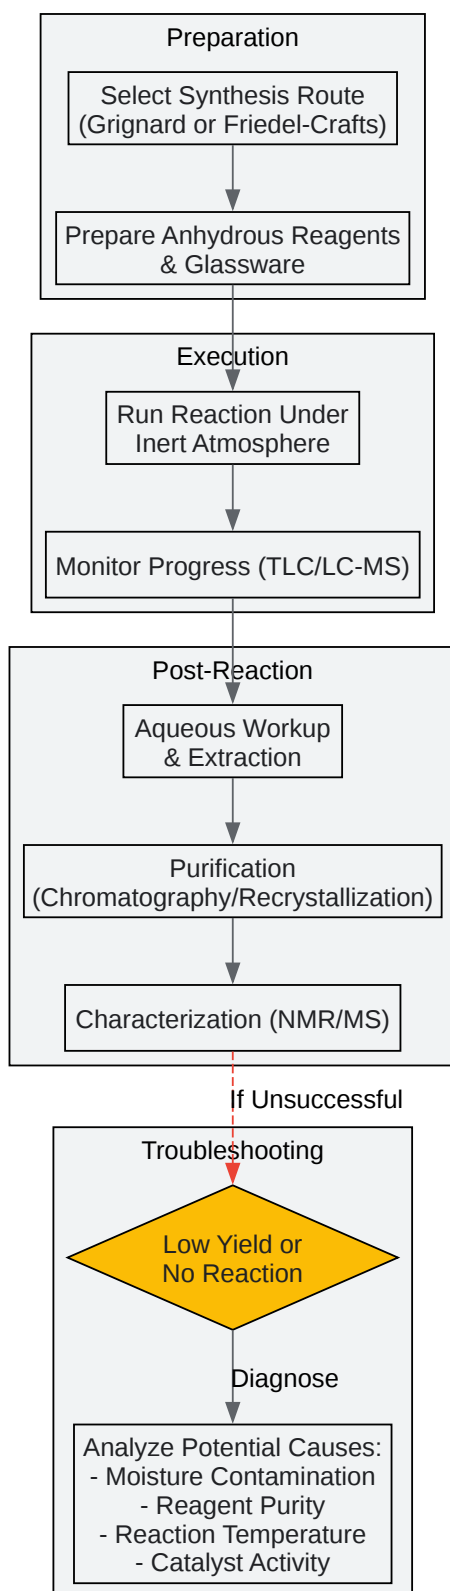 Preparation
Select Synthesis Route
(Grignard or Friedel-Crafts)
Prepare Anhydrous Reagents
& Glassware
Execution
Run Reaction Under
Inert Atmosphere
Monitor Progress (TLC/LC-MS)
Post-Reaction
Aqueous Workup
& Extraction
Purification
(Chromatography/Recrystallization)
Characterization (NMR/MS)
If Unsuccessful
Troubleshooting
Low Yield or
No Reaction
Diagnose
Analyze Potential Causes:
- Moisture Contamination
- Reagent Purity
- Reaction Temperature
- Catalyst Activity